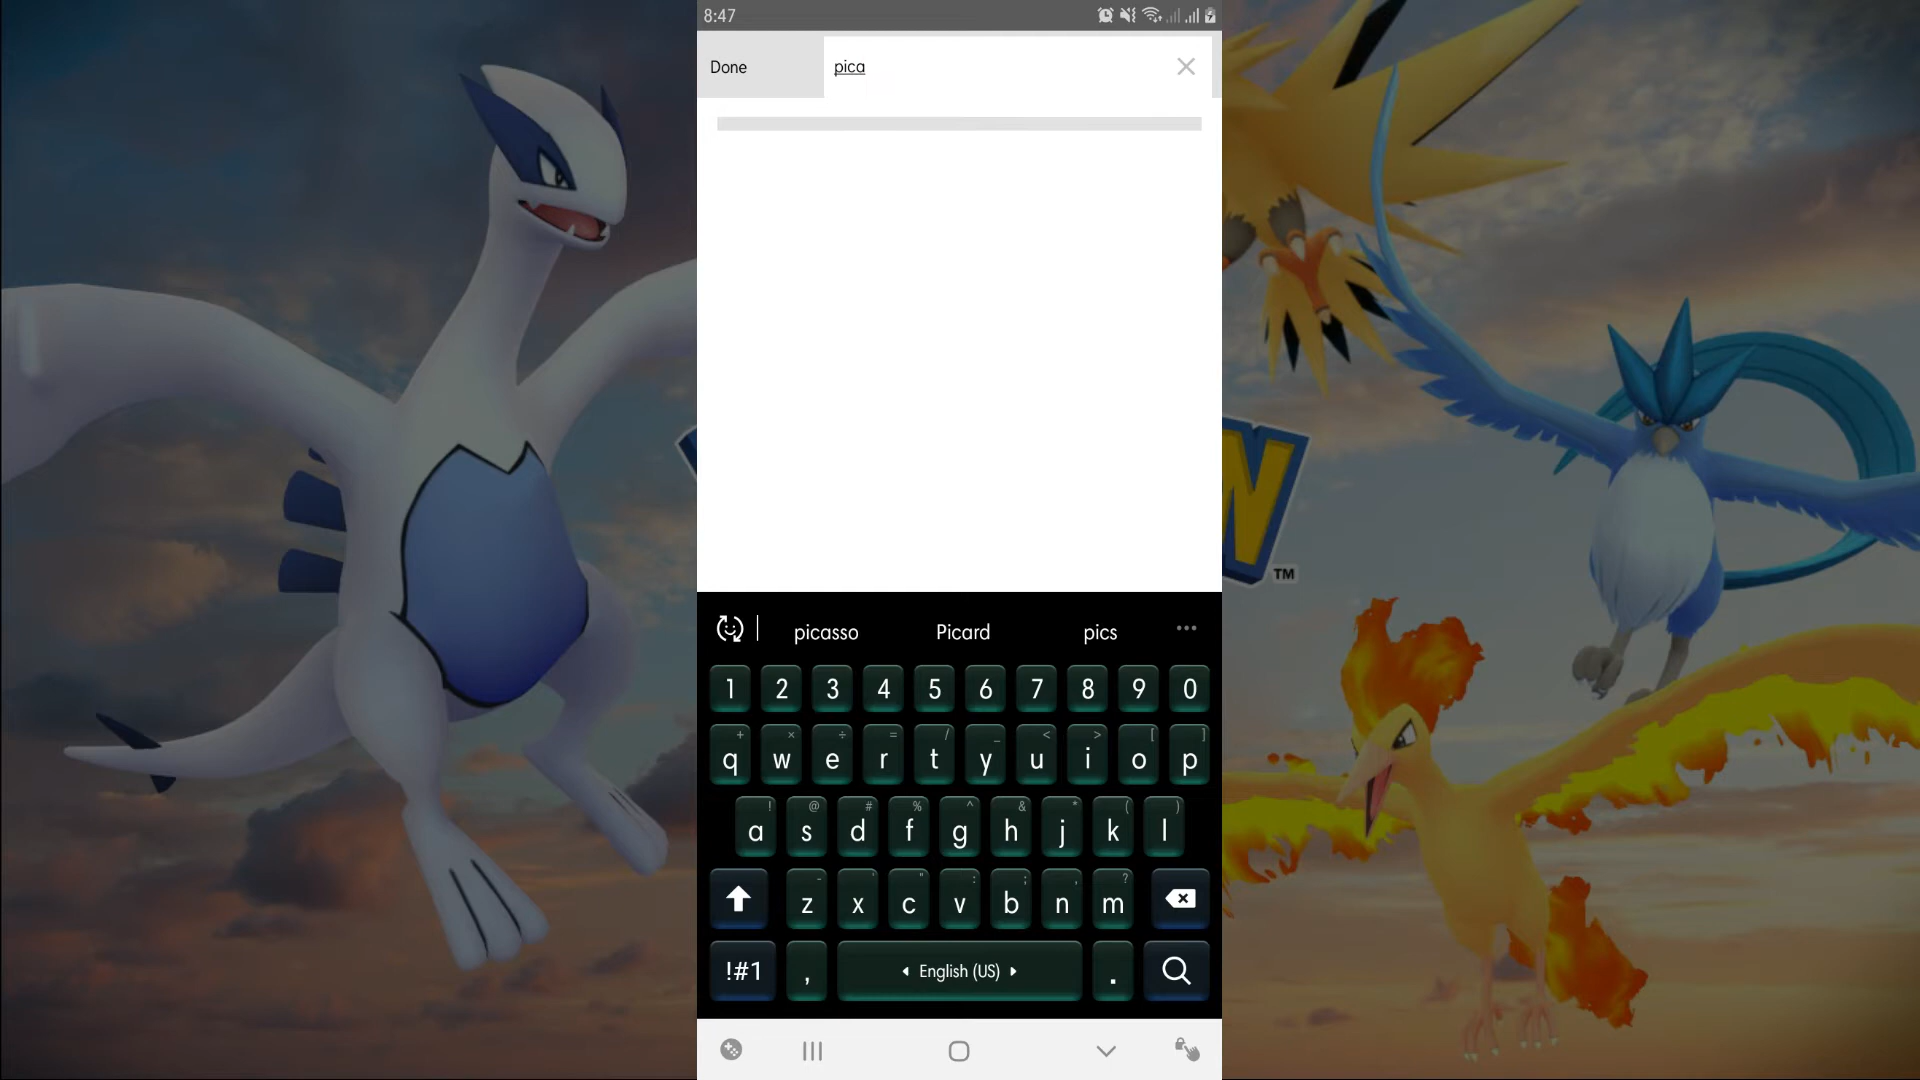 8:47
Done
pica
N
TM
picasso Picard pics
1 2 3 4 5 6 7 8 9 0
+ × ÷ = / _ < > [ ]
q w e r t y u i o p
! @ # % ^ & * ( )
a s d f g h j k l
- ' " : ; , ?
z x c v b n m
!#1 , English (US) .